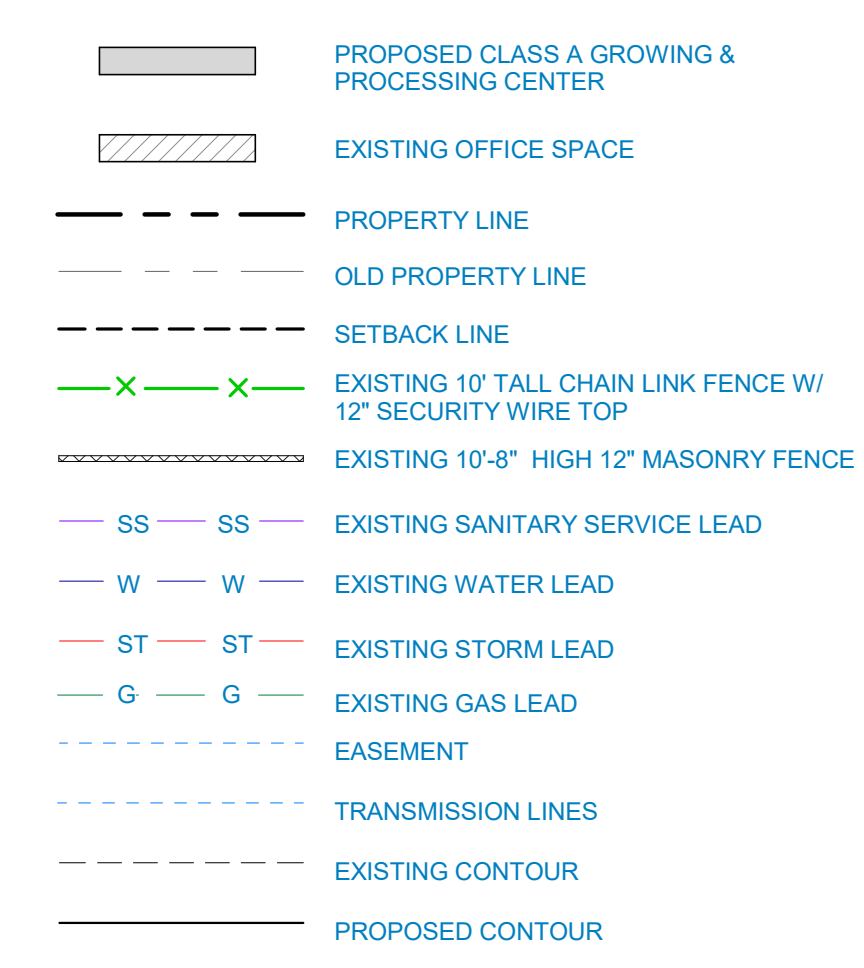 PROPOSED CLASS A GROWING &
PROCESSING CENTER
EXISTING OFFICE SPACE
PROPERTY LINE
OLD PROPERTY LINE
SETBACK LINE
EXISTING 10' TALL CHAIN LINK FENCE W/
12" SECURITY WIRE TOP
EXISTING 10'-8" HIGH 12" MASONRY FENCE
SS SS EXISTING SANITARY SERVICE LEAD
W W EXISTING WATER LEAD
ST ST EXISTING STORM LEAD
G G EXISTING GAS LEAD
EASEMENT
TRANSMISSION LINES
EXISTING CONTOUR
PROPOSED CONTOUR